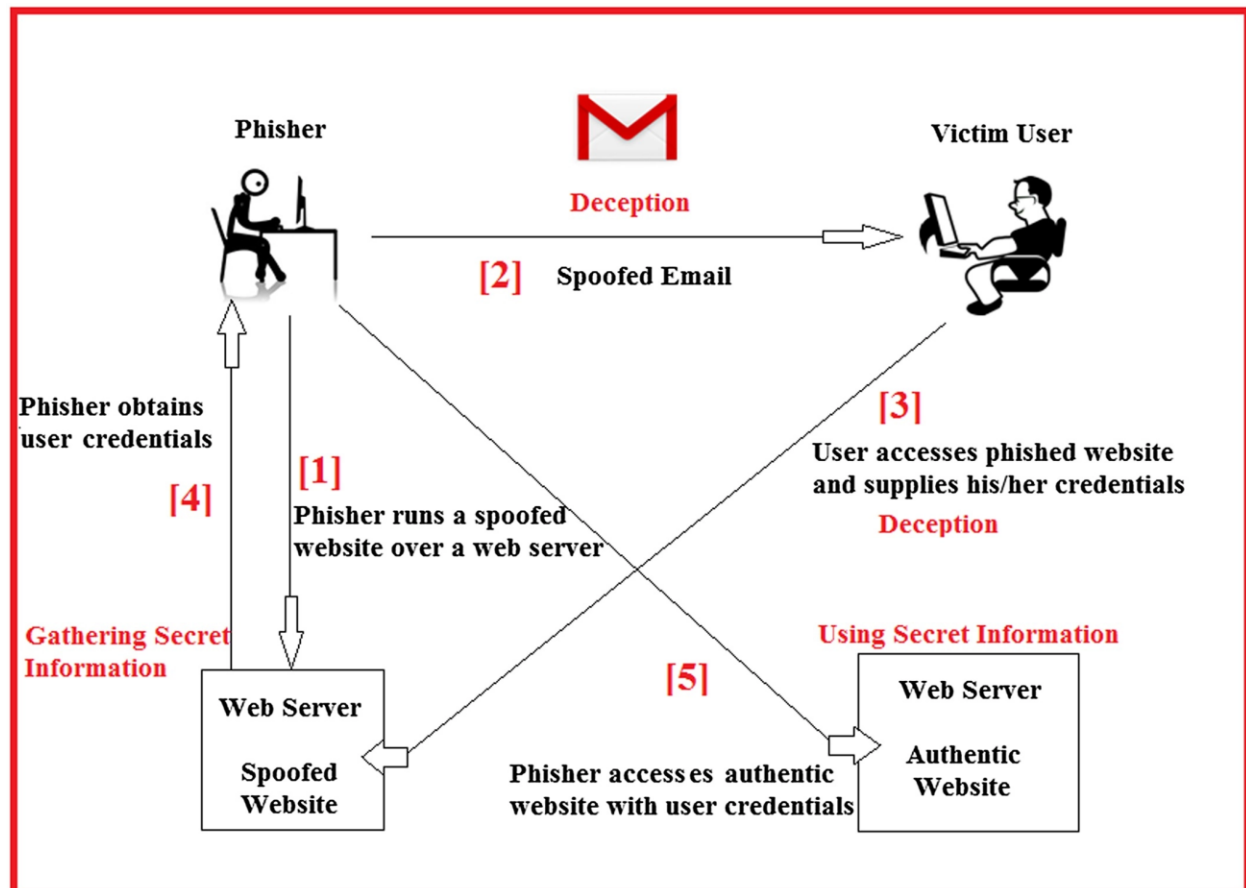 Phisher
Victim User
Deception
[2]
Spoofed Email
Phisher obtains
user credentials
[4]
[1]
Phisher runs a spoofed
website over a web server
[3]
User accesses phished website
and supplies his/her credentials
Deception
Gathering Secret
Information
Web Server
Spoofed
Website
[5]
Phisher accesses authentic
website with user credentials
Using Secret Information
Web Server
Authentic
Website